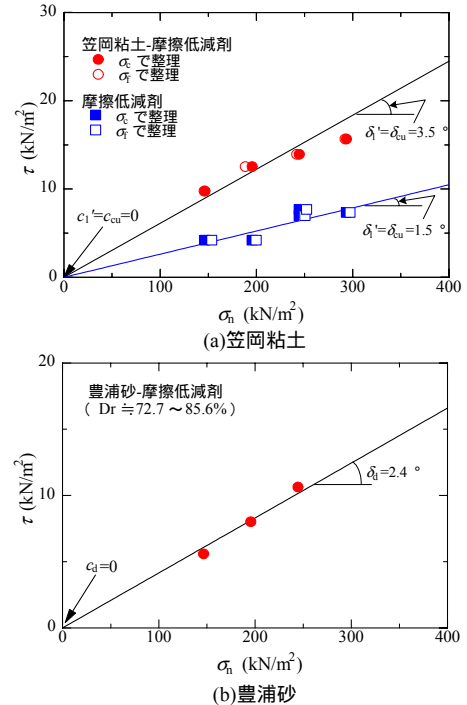 (a)
30
20
10
0
τ (kN/m²)
笠岡粘土-摩擦低減剤
σc で整理
σf で整理
摩擦低減剤
σc で整理
σf で整理
δ1'=δcu=3.5 °
δ1'=δcu=1.5 °
c1'=ccu=0
0 100 200 300 400
σn (kN/m²)
(a)笠岡粘土
20
10
0
τ (kN/m²)
豊浦砂-摩擦低減剤
( Dr ≒72.7 ~85.6%)
δd=2.4 °
cd=0
0 100 200 300 400
σn (kN/m²)
(b)豊浦砂